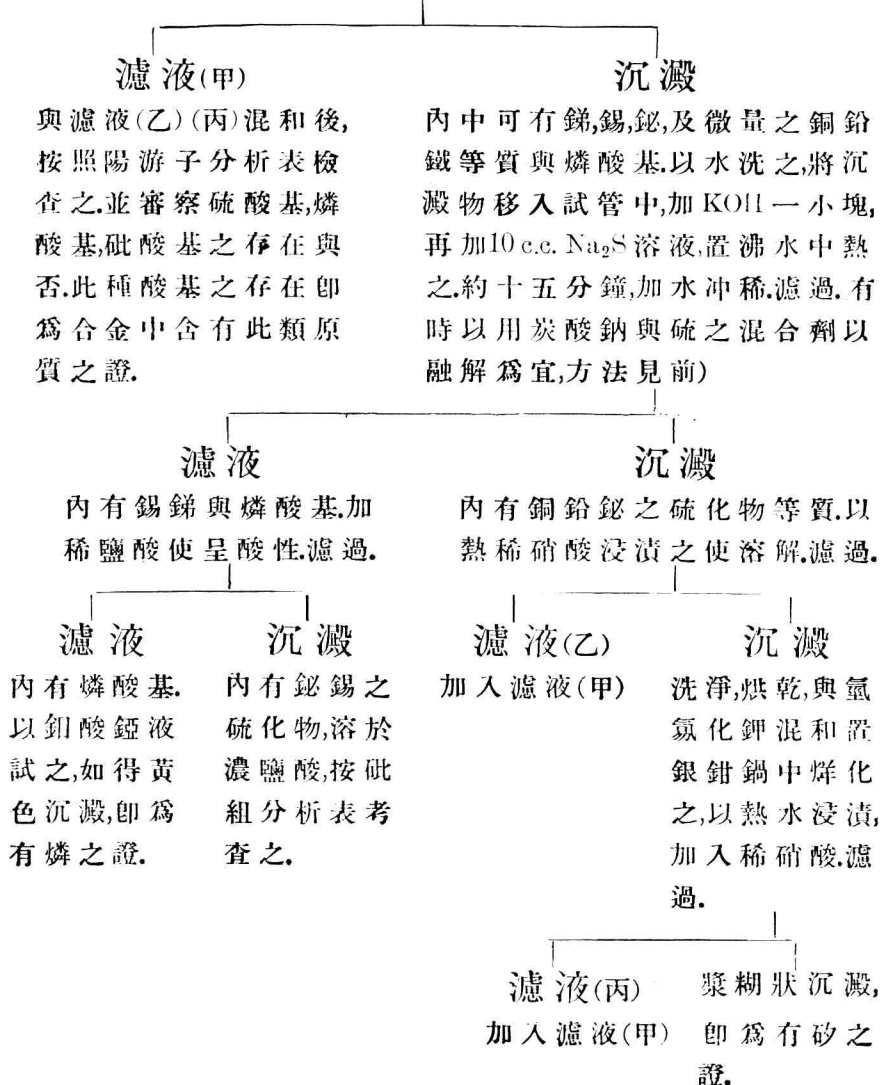 濾液(甲)
與濾液(乙)(丙)混和後,
按照陽游子分析表檢
查之.並審察硫酸基,燐
酸基,砒酸基之存在與
否.此種酸基之存在卽
爲合金中含有此類原
質之證.
沉澱
內中可有銻,錫,鉍,及微量之銅鉛
鐵等質與燐酸基.以水洗之,將沉
澱物移入試管中,加KOH一小塊,
再加10 c.c. Na₂S溶液,置沸水中熱
之.約十五分鐘,加水冲稀.濾過.有
時以用炭酸鈉與硫之混合劑以
融解爲宜,方法見前)
濾液
內有錫銻與燐酸基.加
稀鹽酸使呈酸性.濾過.
沉澱
內有銅鉛鉍之硫化物等質.以
熱稀硝酸浸漬之使溶解.濾過.
濾液
內有燐酸基.
以鉬酸錏液
試之,如得黃
色沉澱,卽爲
有燐之證.
沉澱
內有鉍錫之
硫化物,溶於
濃鹽酸,按砒
組分析表考
查之.
濾液(乙)
加入濾液(甲)
沉澱
洗淨,烘乾,與氫
氯化鉀混和置
銀鉗鍋中烊化
之,以熱水浸漬,
加入稀硝酸.濾
過.
濾液(丙)
加入濾液(甲)
漿糊狀沉澱,
卽爲有矽之
證.